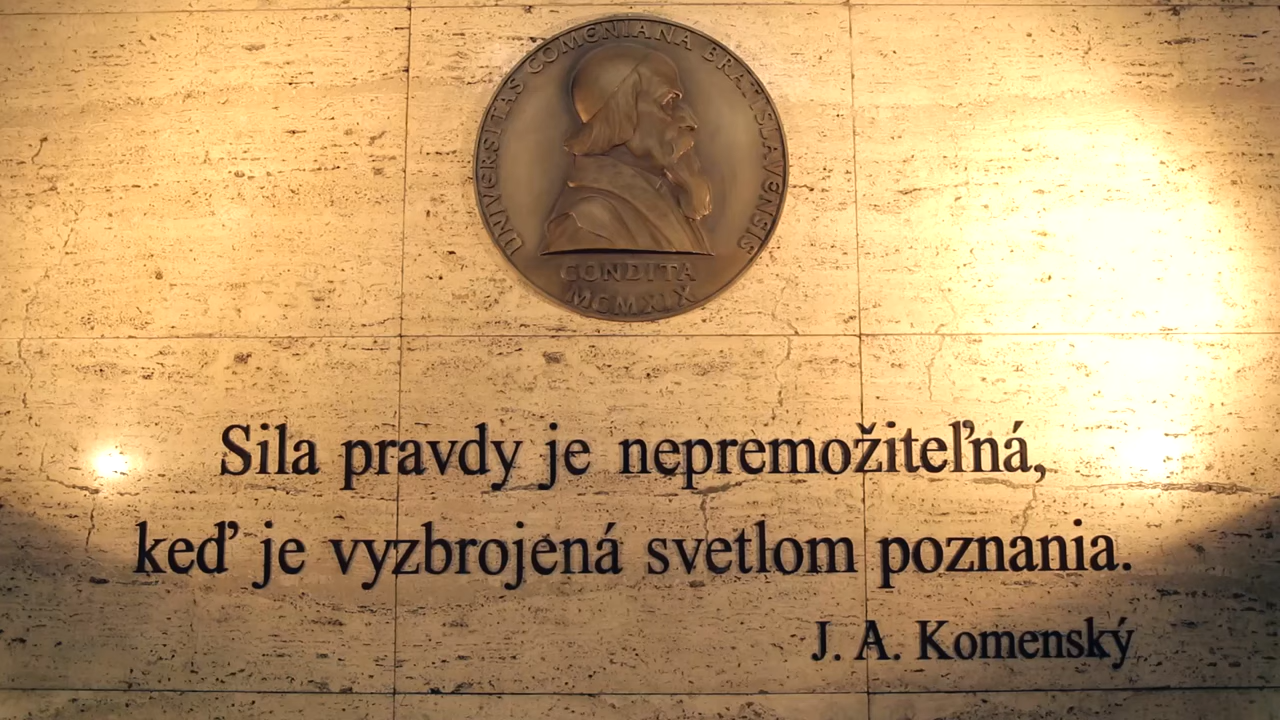 UNIVERSITAS COMENIANA BRATISLAVENSIS
CONDITA
MCMXIX
Sila pravdy je nepremožiteľná,
keď je vyzbrojená svetlom poznania.
J. A. Komenský